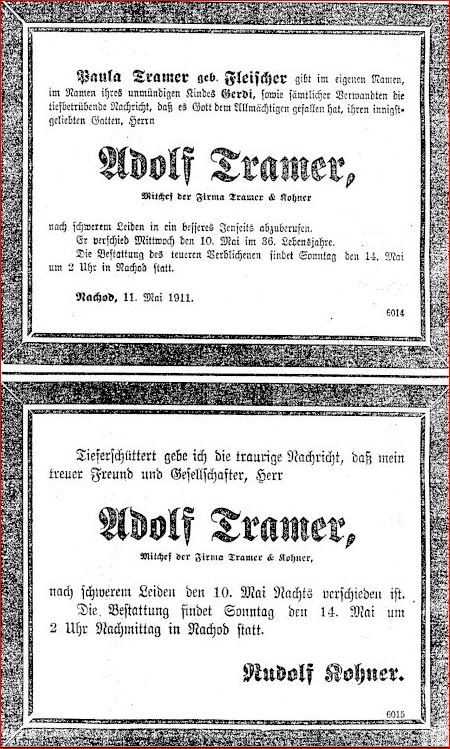 Paula Tramer geb. Fleischer gibt im eigenen Namen,
im Namen ihres unmündigen Kindes Gerdi, sowie sämtlicher Verwandten die
tiefbetrübende Nachricht, daß es Gott dem Allmächtigen gefallen hat, ihren innigst-
geliebten Gatten, Herrn
Adolf Tramer,
Mitchef der Firma Tramer & Kohner
nach schwerem Leiden in ein besseres Jenseits abzuberufen.
Er verschied Mittwoch den 10. Mai im 36. Lebensjahre.
Die Bestattung des teueren Verblichenen findet Sonntag den 14. Mai
um 2 Uhr in Nachod statt.
Nachod, 11. Mai 1911.
6014
Tieferschüttert gebe ich die traurige Nachricht, daß mein
treuer Freund und Gesellschafter, Herr
Adolf Tramer,
Mitchef der Firma Tramer & Kohner,
nach schwerem Leiden den 10. Mai Nachts verschieden ist.
Die Bestattung findet Sonntag den 14. Mai um
2 Uhr Nachmittag in Nachod statt.
Rudolf Kohner.
6015